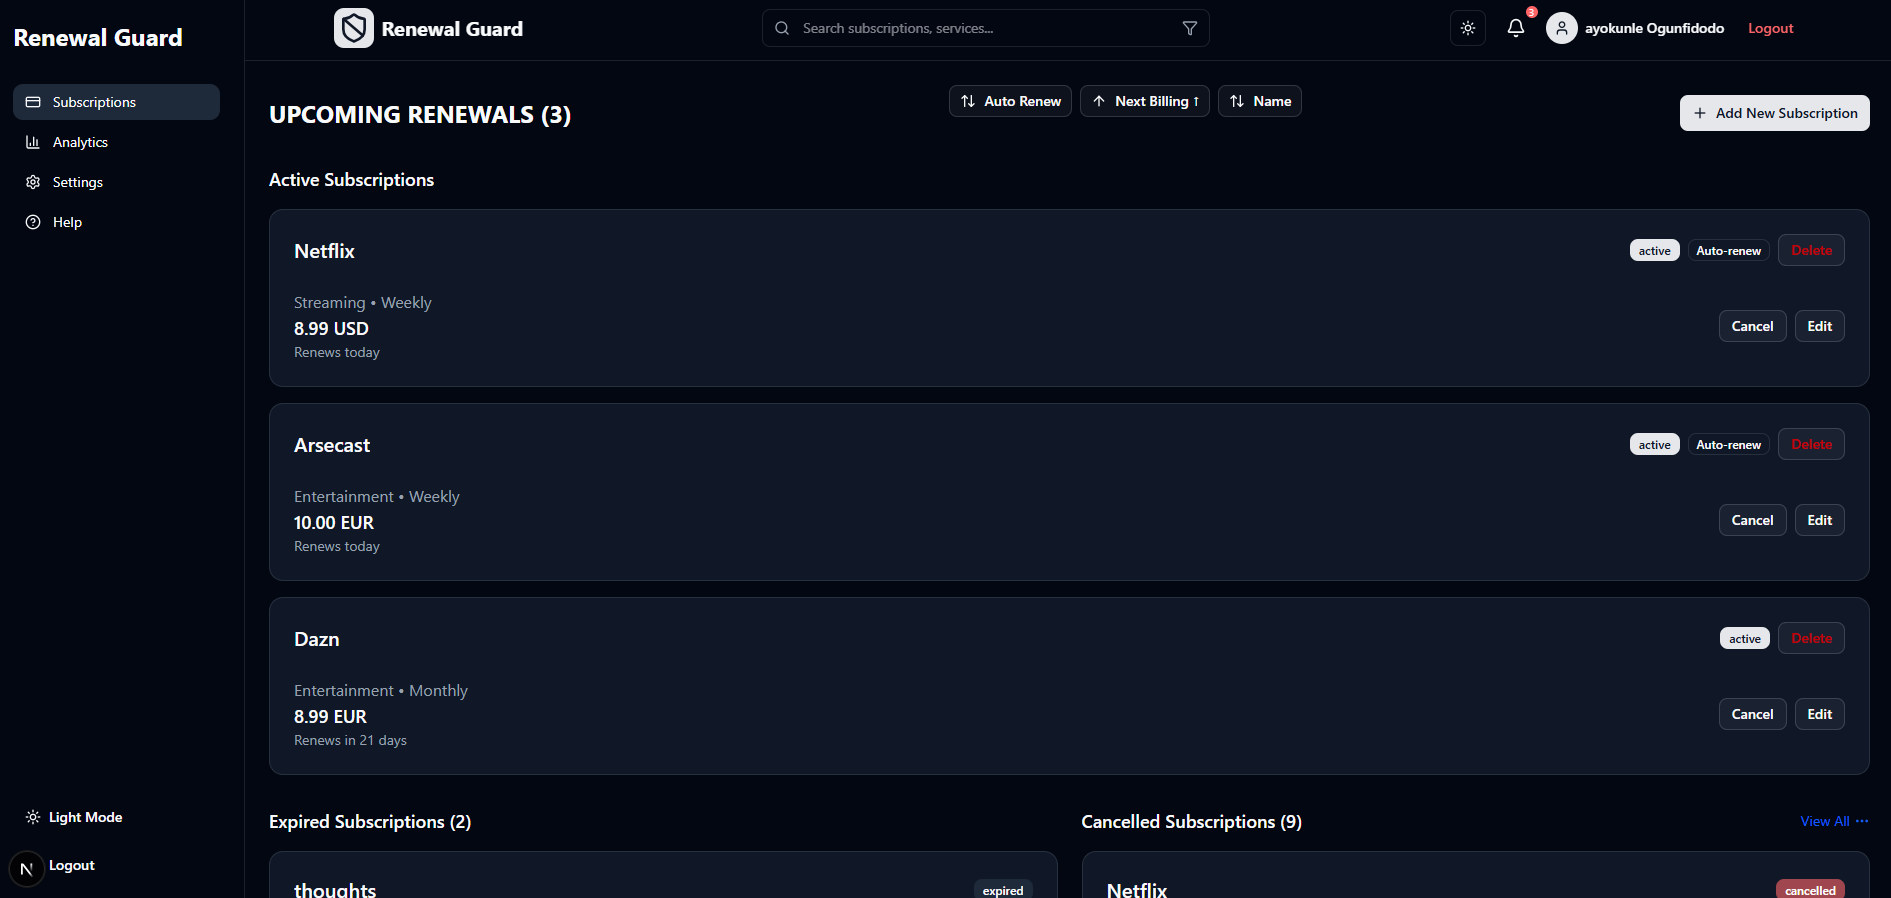 Renewal Guard
Subscriptions
Analytics
Settings
Help
Light Mode
N
Logout
Renewal Guard
Search subscriptions, services...
3
ayokunle Ogunfidodo
Logout
UPCOMING RENEWALS (3)
Auto Renew
Next Billing ↑
Name
Add New Subscription
Active Subscriptions
Netflix
active
Auto-renew
Delete
Streaming • Weekly
8.99 USD
Renews today
Cancel
Edit
Arsecast
active
Auto-renew
Delete
Entertainment • Weekly
10.00 EUR
Renews today
Cancel
Edit
Dazn
active
Delete
Entertainment • Monthly
8.99 EUR
Renews in 21 days
Cancel
Edit
Expired Subscriptions (2)
thoughts
expired
Cancelled Subscriptions (9)
View All ···
Netflix
cancelled